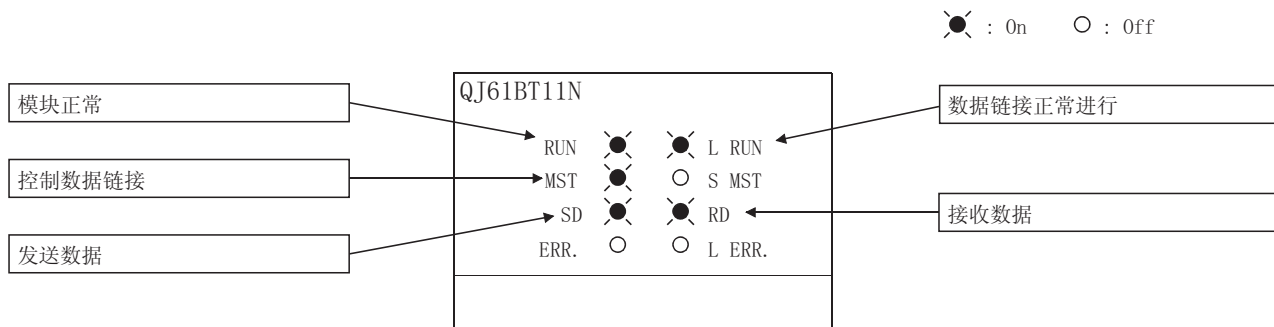 : On : Off
QJ61BT11N
模块正常
数据链接正常进行
RUN L RUN
控制数据链接
MST S MST
SD RD
接收数据
发送数据
ERR. L ERR.